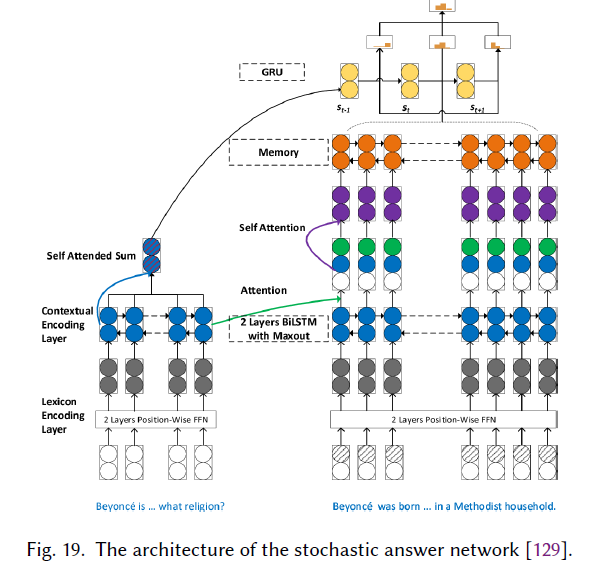 GRU
s_t-1
s_t
s_t+1
Memory
Self Attention
Self Attended Sum
Attention
Contextual
Encoding
Layer
2 Layers BiLSTM
with Maxout
Lexicon
Encoding
Layer
2 Layers Position-Wise FFN
2 Layers Position-Wise FFN
Beyoncé is ... what religion?
Beyoncé was born ... in a Methodist household.
Fig. 19. The architecture of the stochastic answer network [129].